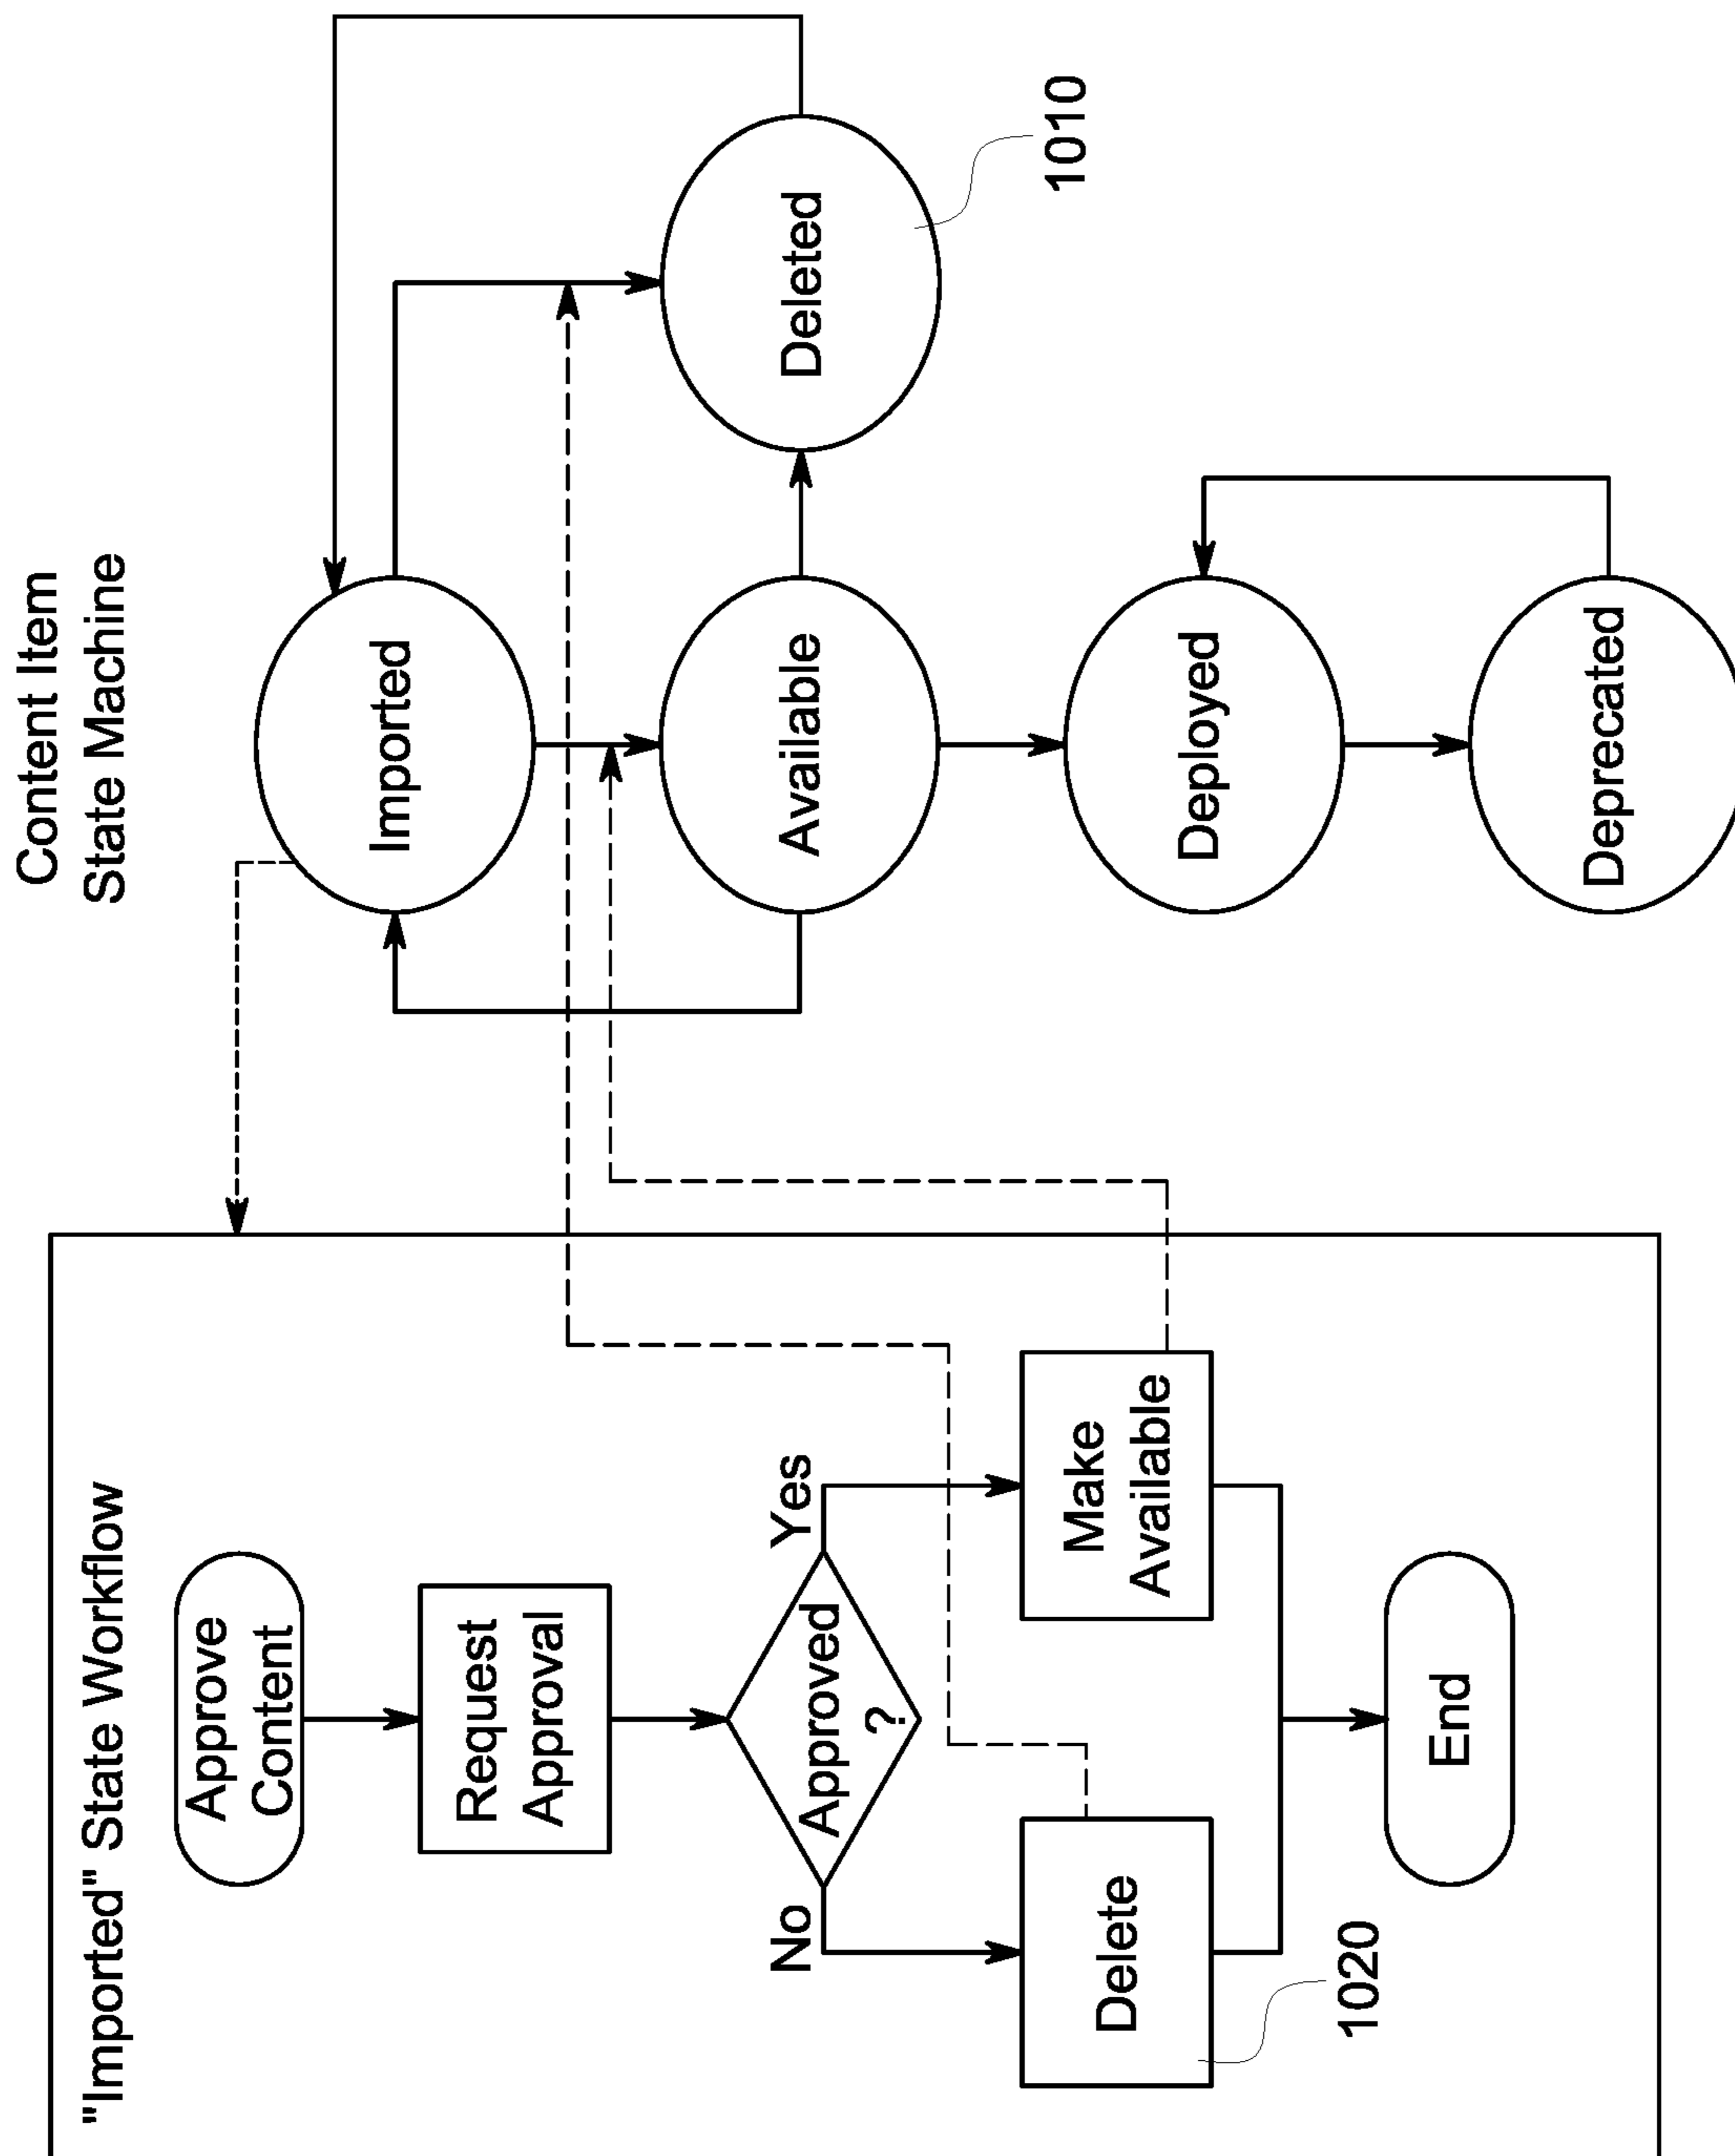 "Imported" State Workflow
Approve
Content
Request
Approval
Approved
?
No
Yes
Delete
Make
Available
1020
End
Content Item
State Machine
Imported
Available
Deleted
1010
Deployed
Deprecated